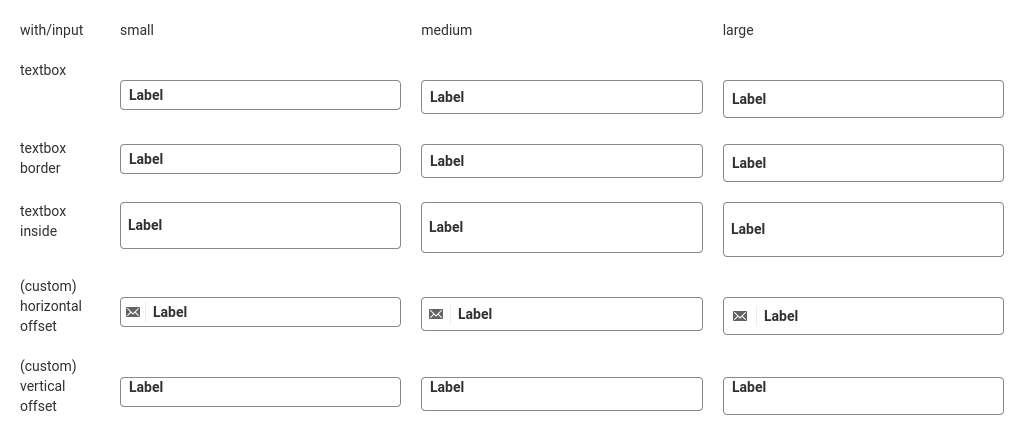 with/input small medium large
textbox
Label Label Label
textbox
border
Label Label Label
textbox
inside
Label Label Label
(custom)
horizontal
offset
Label Label Label
(custom)
vertical
offset
Label Label Label